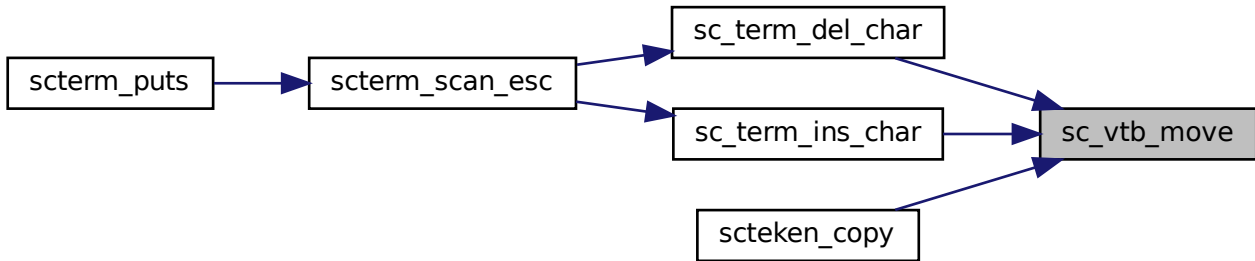 scterm_puts
scterm_scan_esc
sc_term_del_char
sc_term_ins_char
scteken_copy
sc_vtb_move